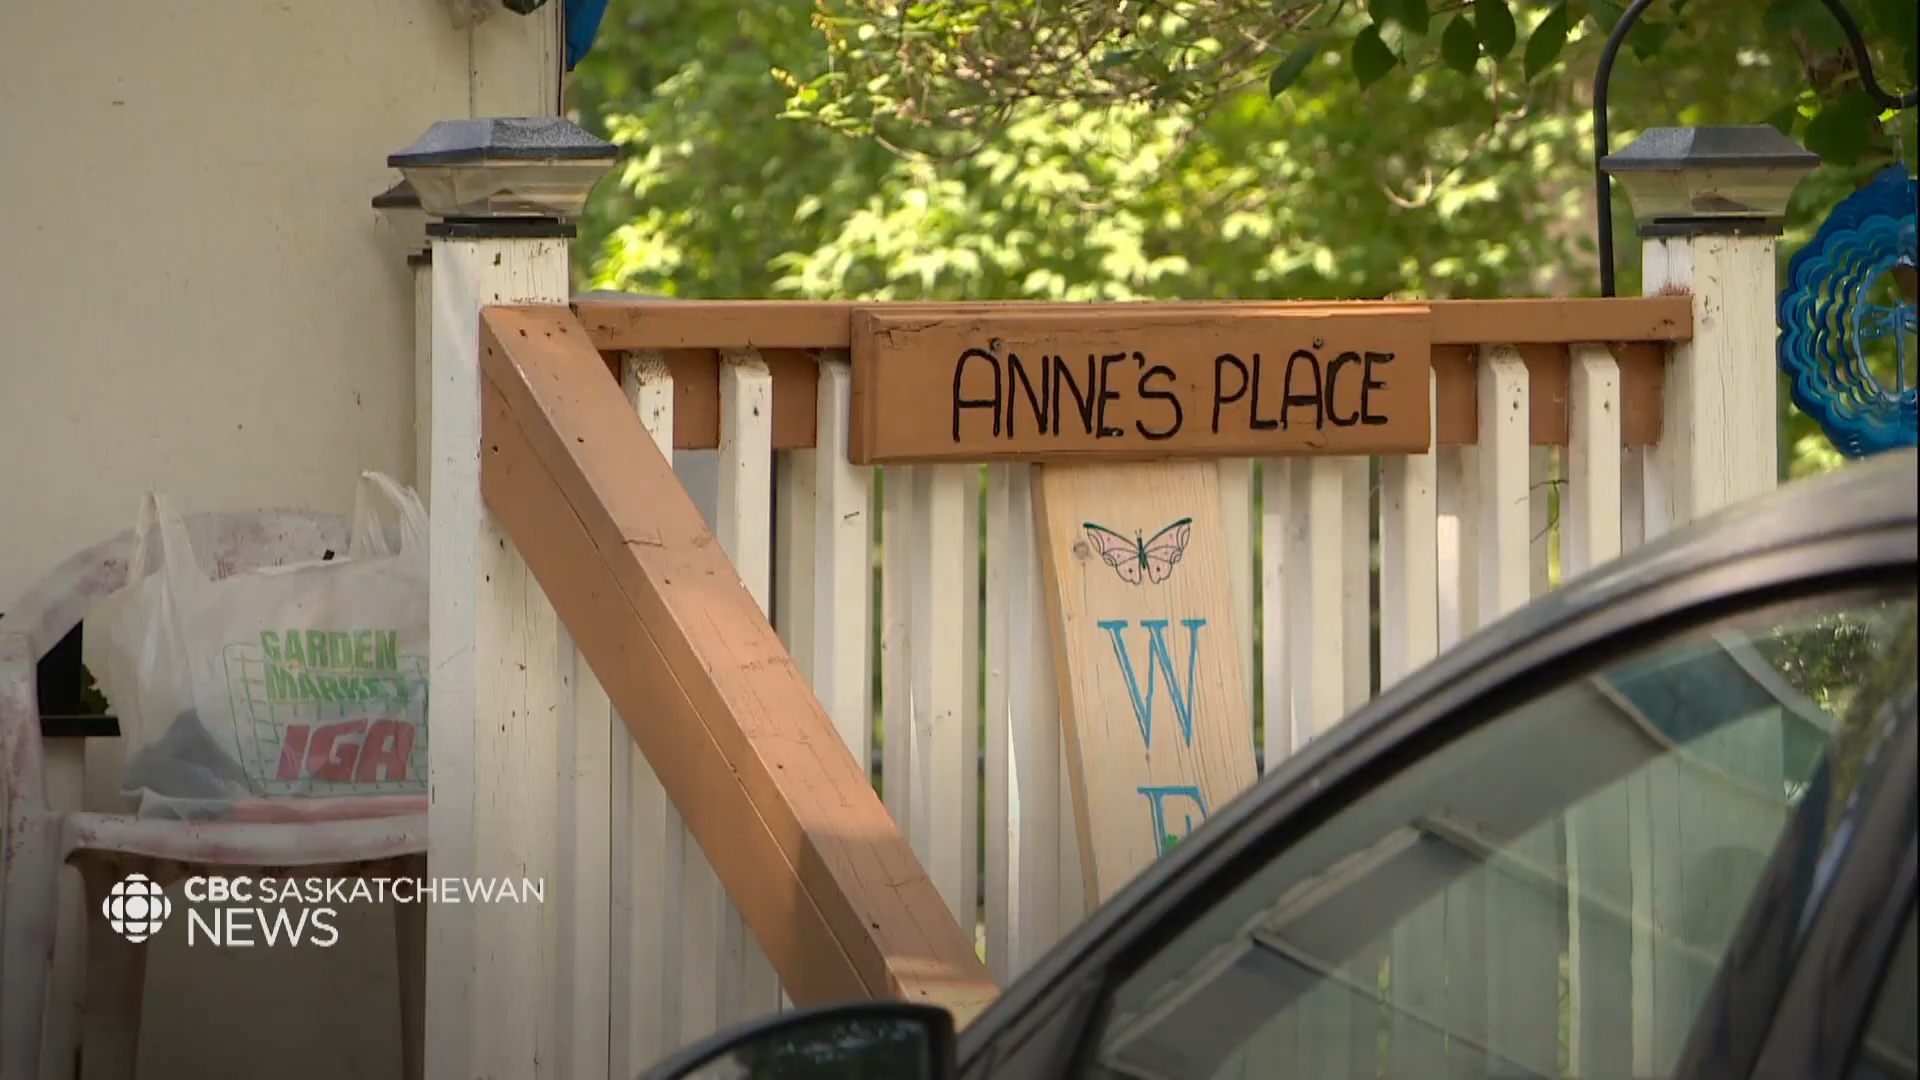 ANNE'S PLACE
W
E
GARDEN
MARKET
IGA
CBC SASKATCHEWAN
NEWS